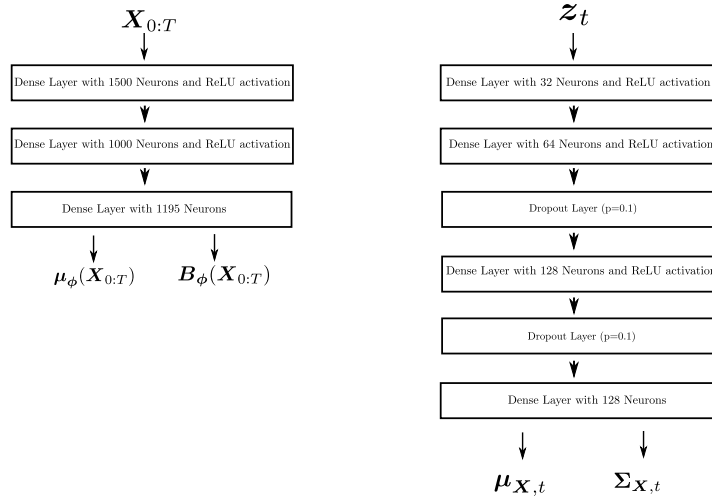 X_{0:T}
Dense Layer with 1500 Neurons and ReLU activation
Dense Layer with 1000 Neurons and ReLU activation
Dense Layer with 1195 Neurons
μ_ϕ(X_{0:T}) B_ϕ(X_{0:T})
z_t
Dense Layer with 32 Neurons and ReLU activation
Dense Layer with 64 Neurons and ReLU activation
Dropout Layer (p=0.1)
Dense Layer with 128 Neurons and ReLU activation
Dropout Layer (p=0.1)
Dense Layer with 128 Neurons
μ_{X,t} Σ_{X,t}